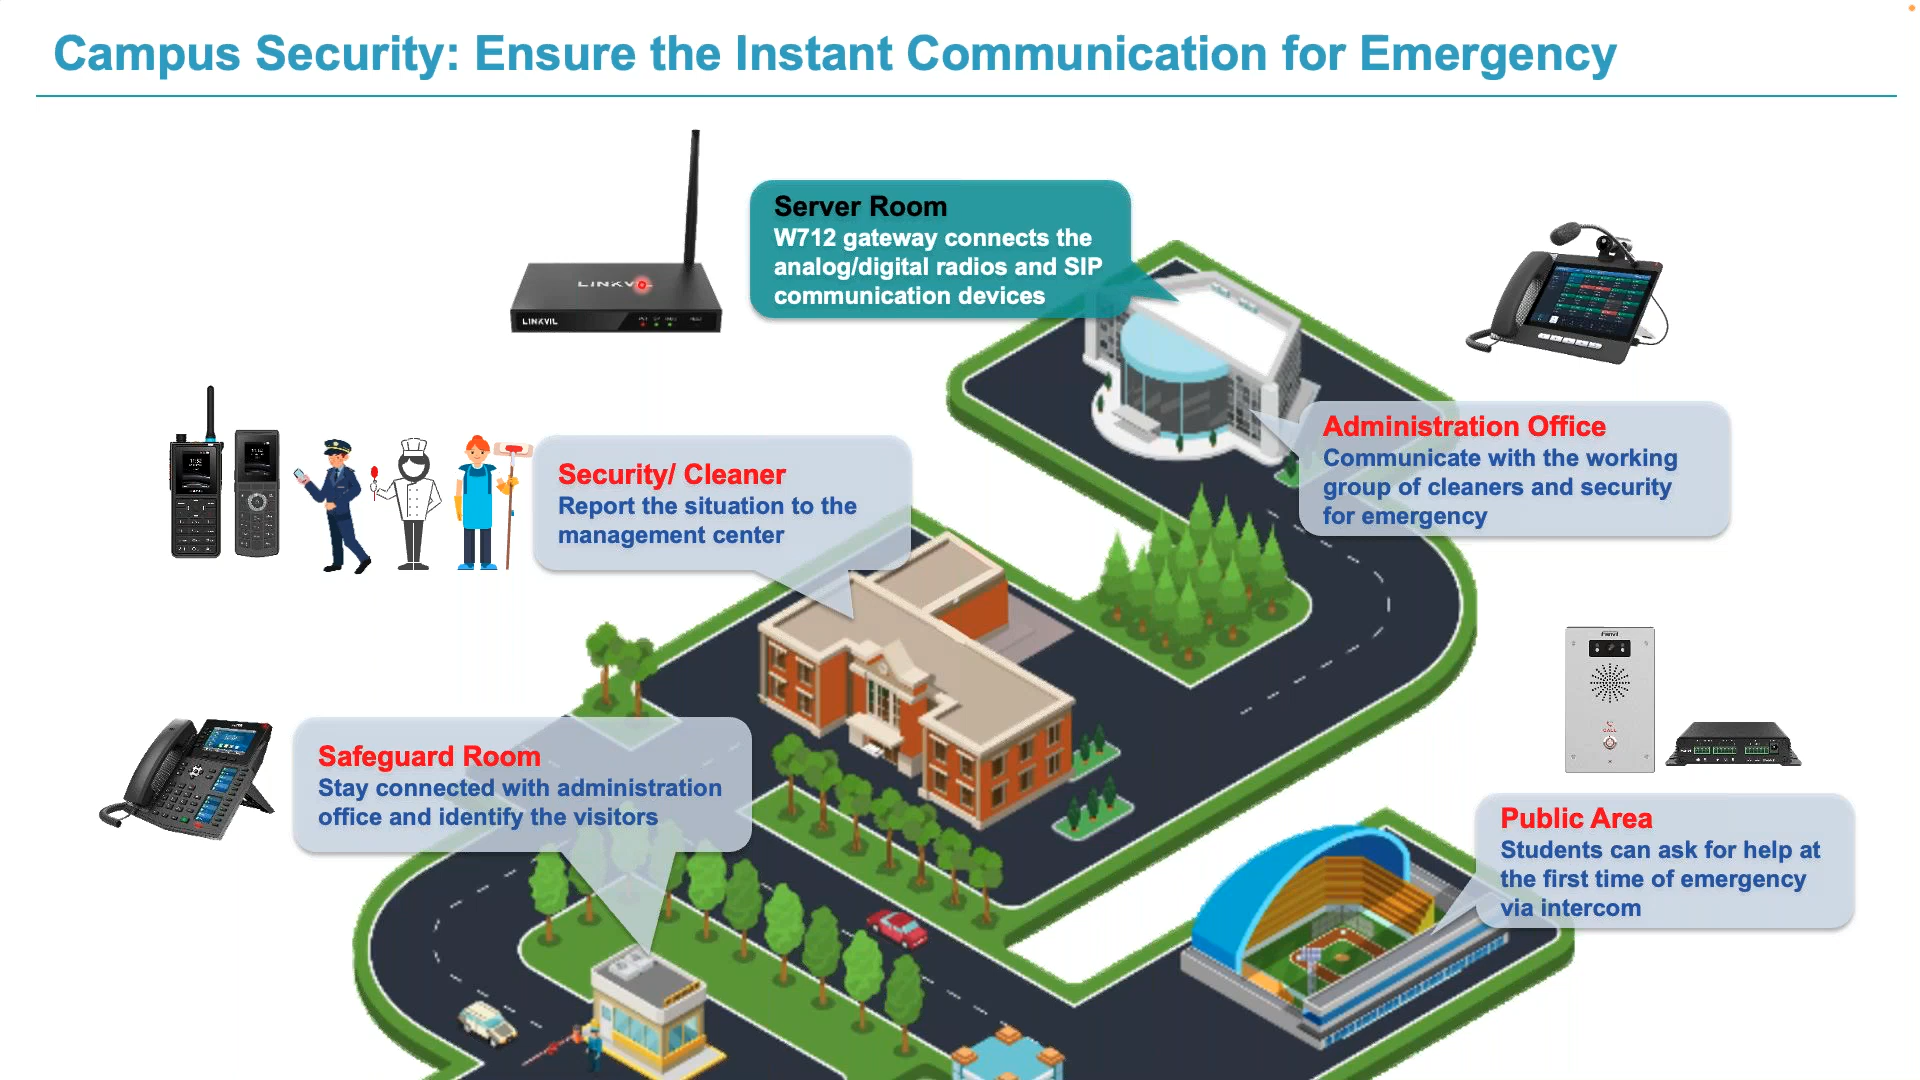 Campus Security: Ensure the Instant Communication for Emergency
Server Room
W712 gateway connects the
analog/digital radios and SIP
communication devices
LINKVIL
Administration Office
Communicate with the working
group of cleaners and security
for emergency
Security/ Cleaner
Report the situation to the
management center
Safeguard Room
Stay connected with administration
office and identify the visitors
Fanvil
CALL
Public Area
Students can ask for help at
the first time of emergency
via intercom